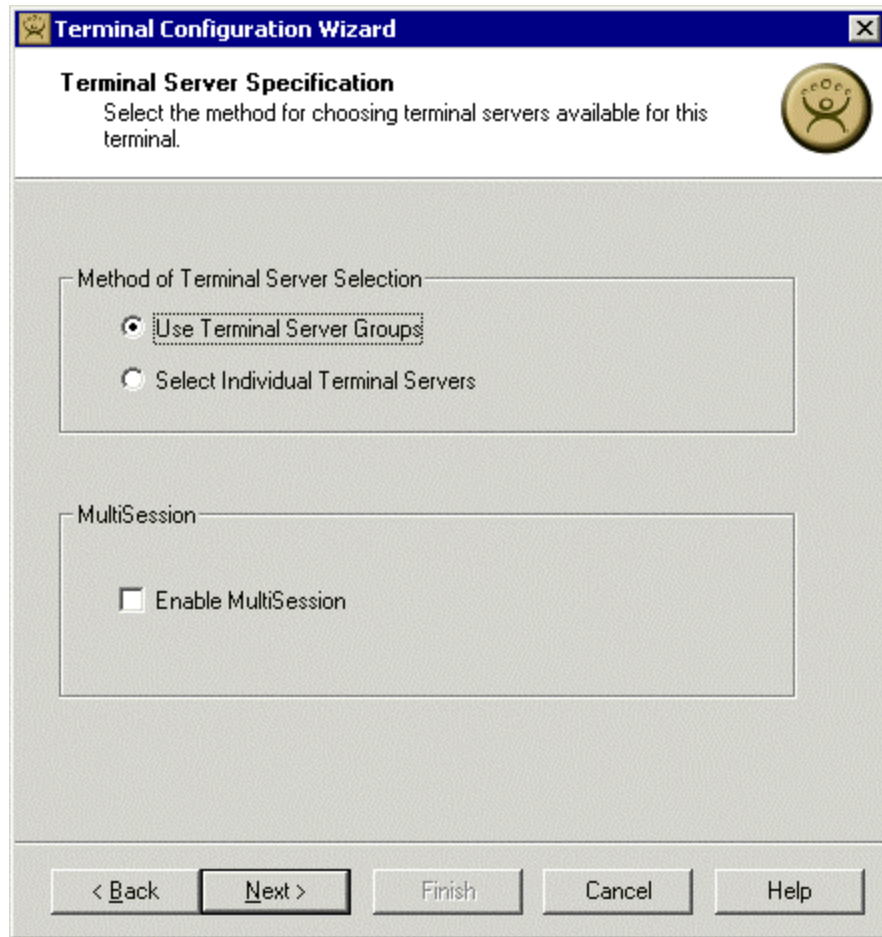 Terminal Configuration Wizard
Terminal Server Specification
Select the method for choosing terminal servers available for this
terminal.
Method of Terminal Server Selection
Use Terminal Server Groups
Select Individual Terminal Servers
MultiSession
Enable MultiSession
< Back
Next >
Finish
Cancel
Help